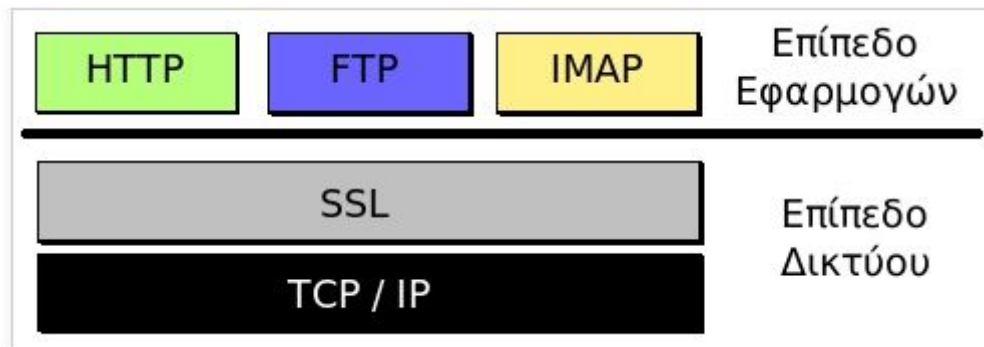 HTTP
FTP
IMAP
Επίπεδο
Εφαρμογών
SSL
TCP / IP
Επίπεδο
Δικτύου